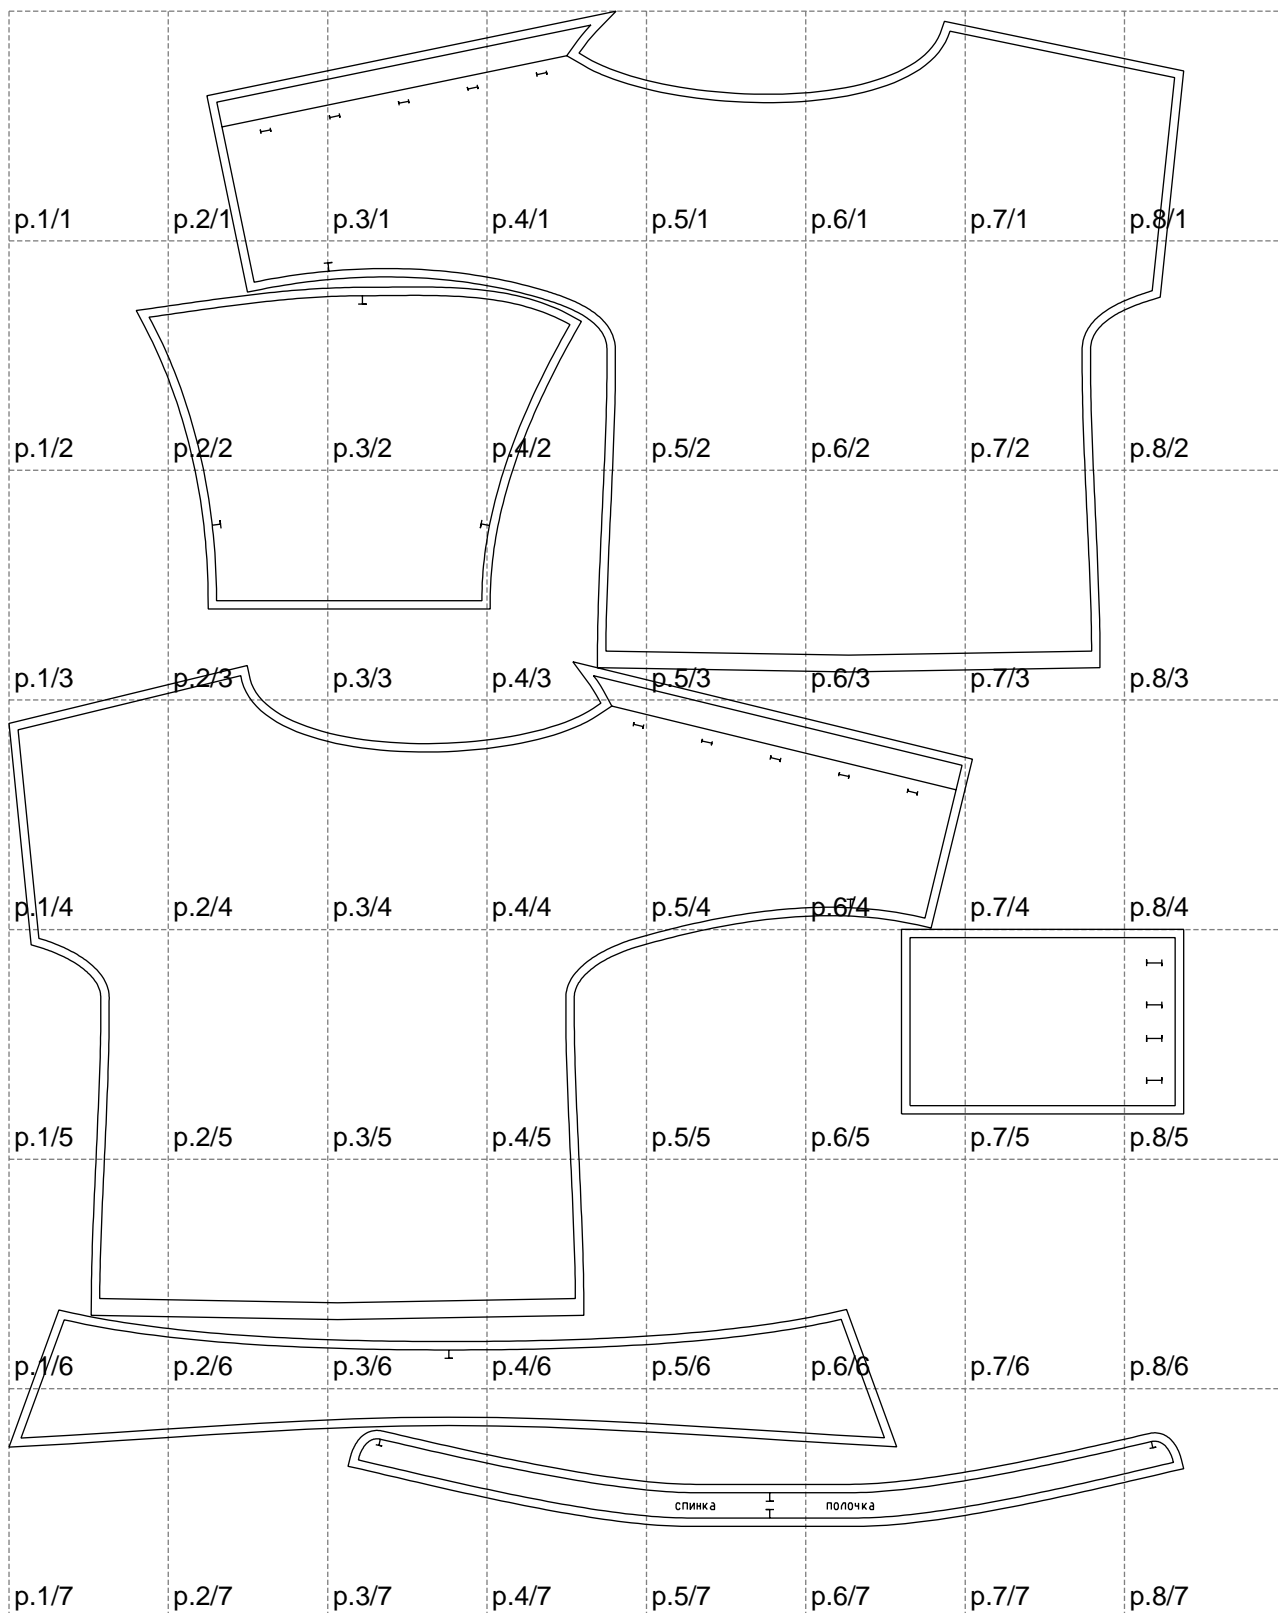 p.1/1 p.2/1 p.3/1 p.4/1 p.5/1 p.6/1 p.7/1 p.8/1
p.1/2 p.2/2 p.3/2 p.4/2 p.5/2 p.6/2 p.7/2 p.8/2
p.1/3 p.2/3 p.3/3 p.4/3 p.5/3 p.6/3 p.7/3 p.8/3
p.1/4 p.2/4 p.3/4 p.4/4 p.5/4 p.6/4 p.7/4 p.8/4
p.1/5 p.2/5 p.3/5 p.4/5 p.5/5 p.6/5 p.7/5 p.8/5
p.1/6 p.2/6 p.3/6 p.4/6 p.5/6 p.6/6 p.7/6 p.8/6
спинка полочка
p.1/7 p.2/7 p.3/7 p.4/7 p.5/7 p.6/7 p.7/7 p.8/7